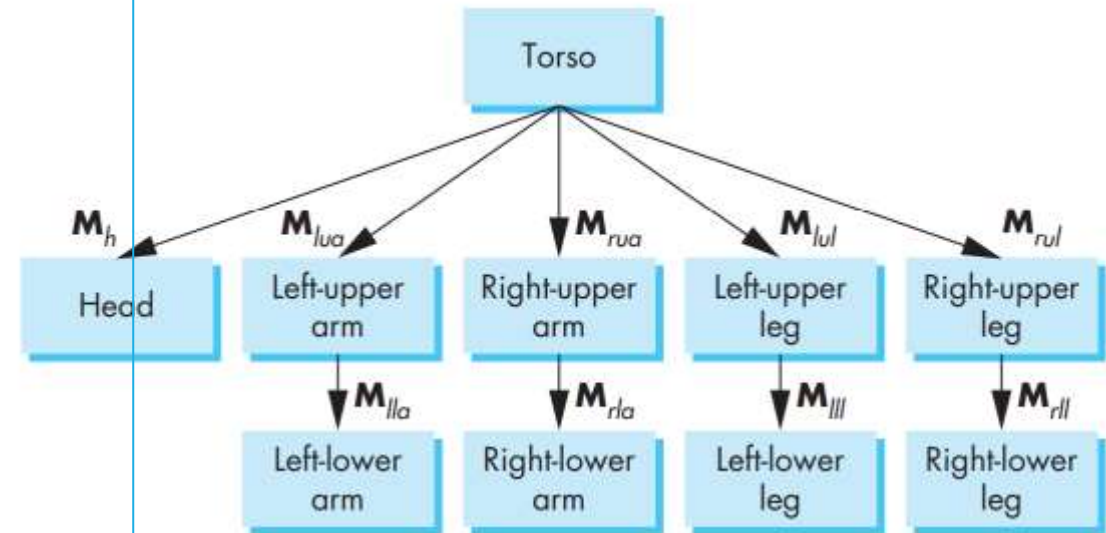 Torso
M_h
M_lua
M_rua
M_lul
M_rul
Head
Left-upper
arm
Right-upper
arm
Left-upper
leg
Right-upper
leg
M_lla
M_rla
M_lll
M_rll
Left-lower
arm
Right-lower
arm
Left-lower
leg
Right-lower
leg